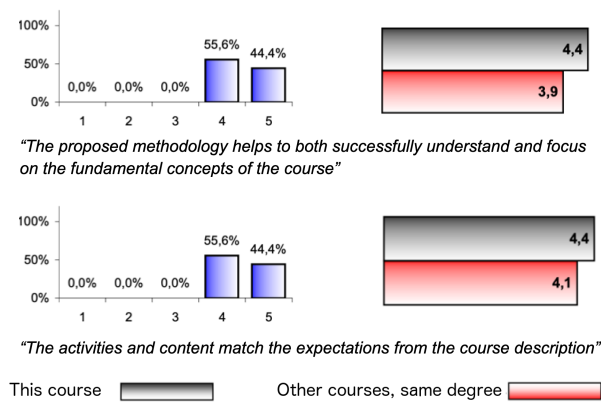 100%
55,6%
44,4%
4,4
50%
0,0% 0,0% 0,0%
3,9
0%
1 2 3 4 5
“The proposed methodology helps to both successfully understand and focus
on the fundamental concepts of the course”
100%
55,6%
44,4%
4,4
50%
0,0% 0,0% 0,0%
4,1
0%
1 2 3 4 5
“The activities and content match the expectations from the course description”
This course Other courses, same degree